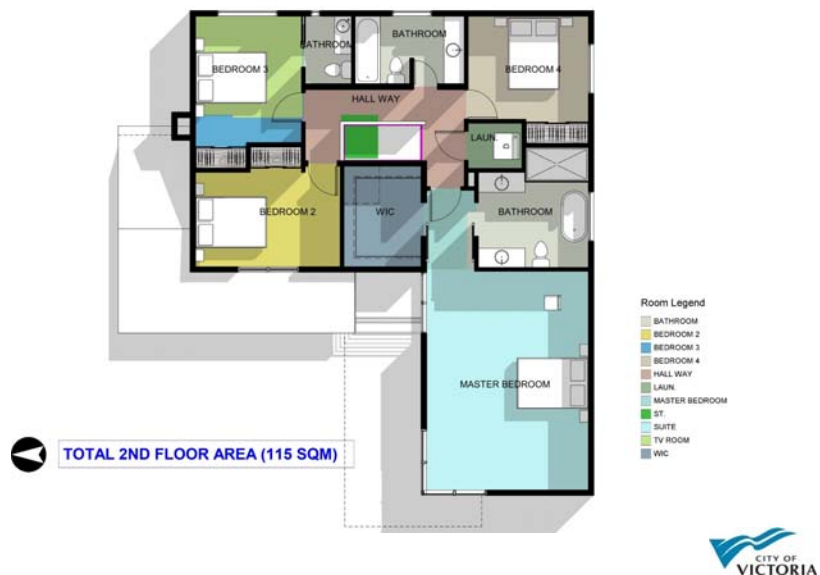 BATHROOM
BATHROOM
BEDROOM 3
BEDROOM 4
HALL WAY
LAUN.
BEDROOM 2
WIC
BATHROOM
MASTER BEDROOM
Room Legend
BATHROOM
BEDROOM 2
BEDROOM 3
BEDROOM 4
HALL WAY
LAUN.
MASTER BEDROOM
ST.
SUITE
TV ROOM
WIC
TOTAL 2ND FLOOR AREA (115 SQM)
CITY OF
VICTORIA